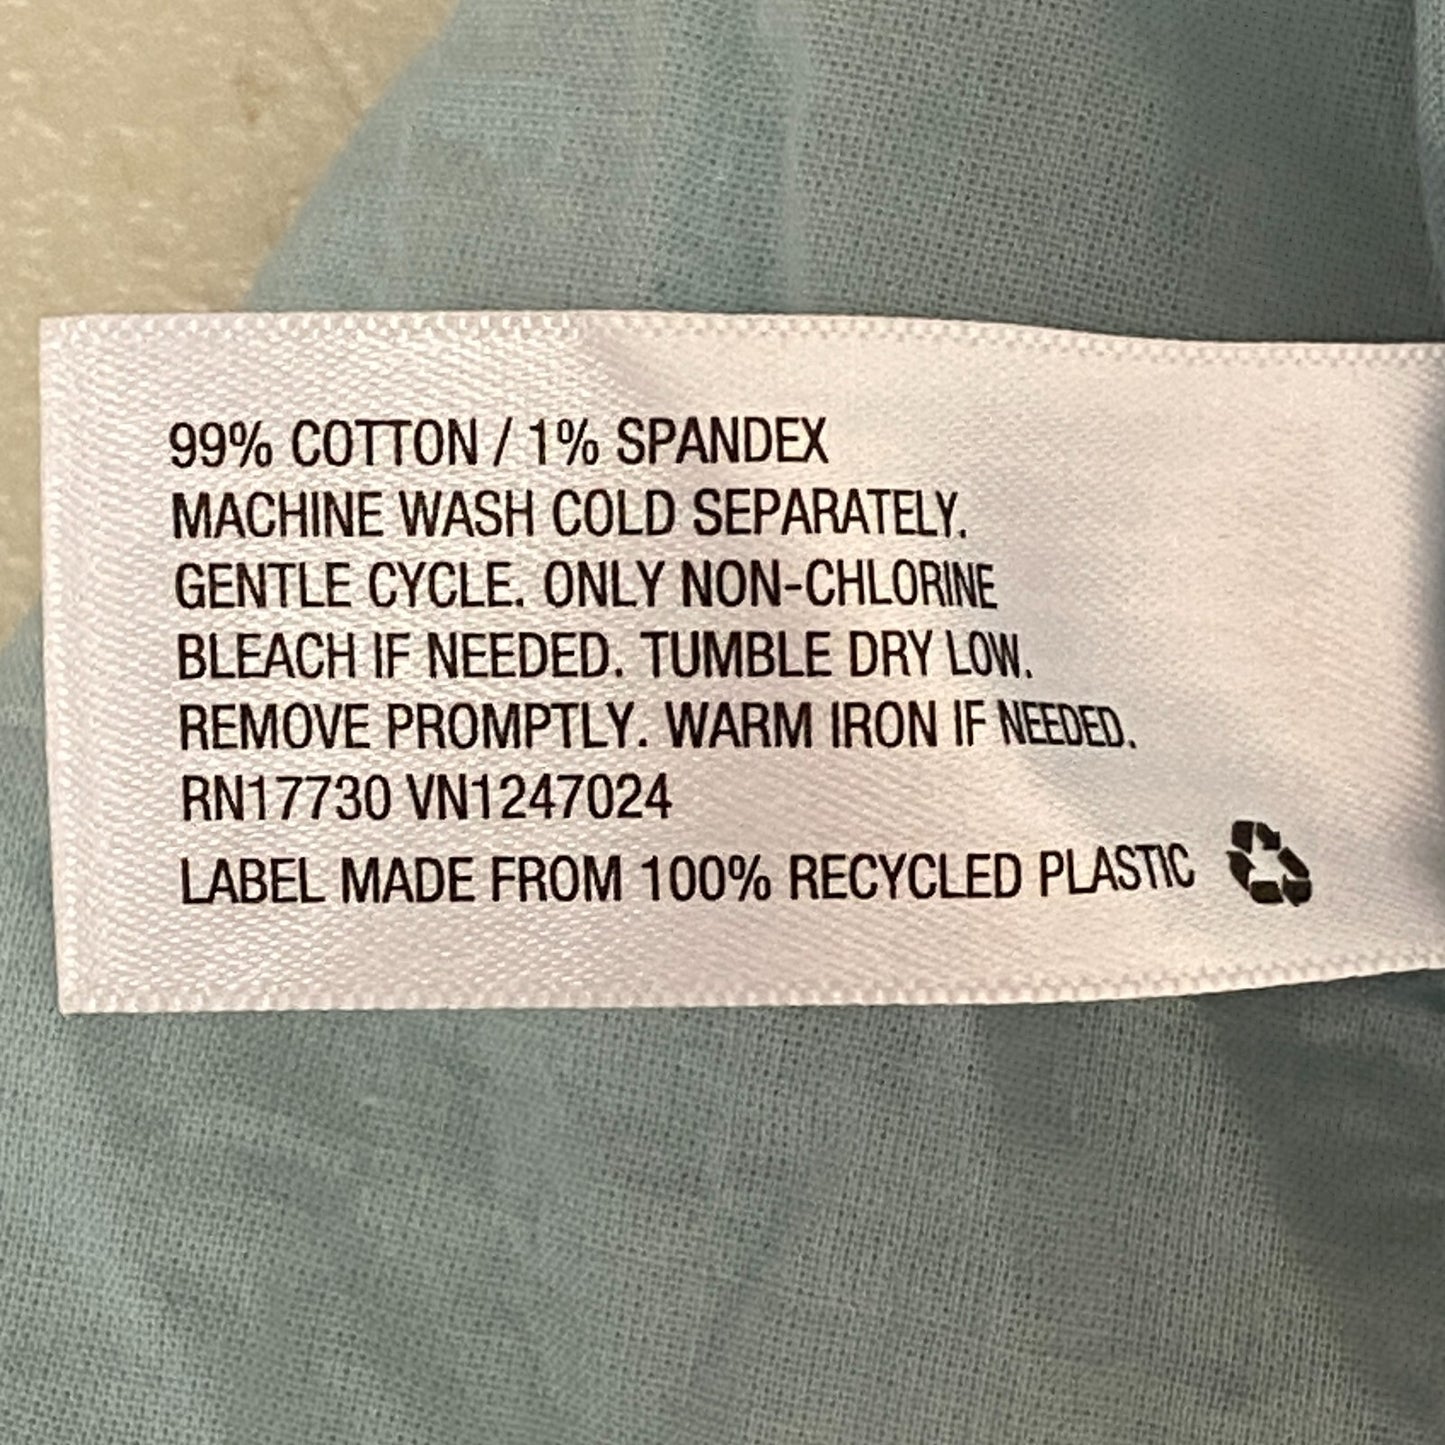 99% COTTON / 1% SPANDEX
MACHINE WASH COLD SEPARATELY.
GENTLE CYCLE. ONLY NON-CHLORINE
BLEACH IF NEEDED. TUMBLE DRY LOW.
REMOVE PROMPTLY. WARM IRON IF NEEDED.
RN17730 VN1247024
LABEL MADE FROM 100% RECYCLED PLASTIC